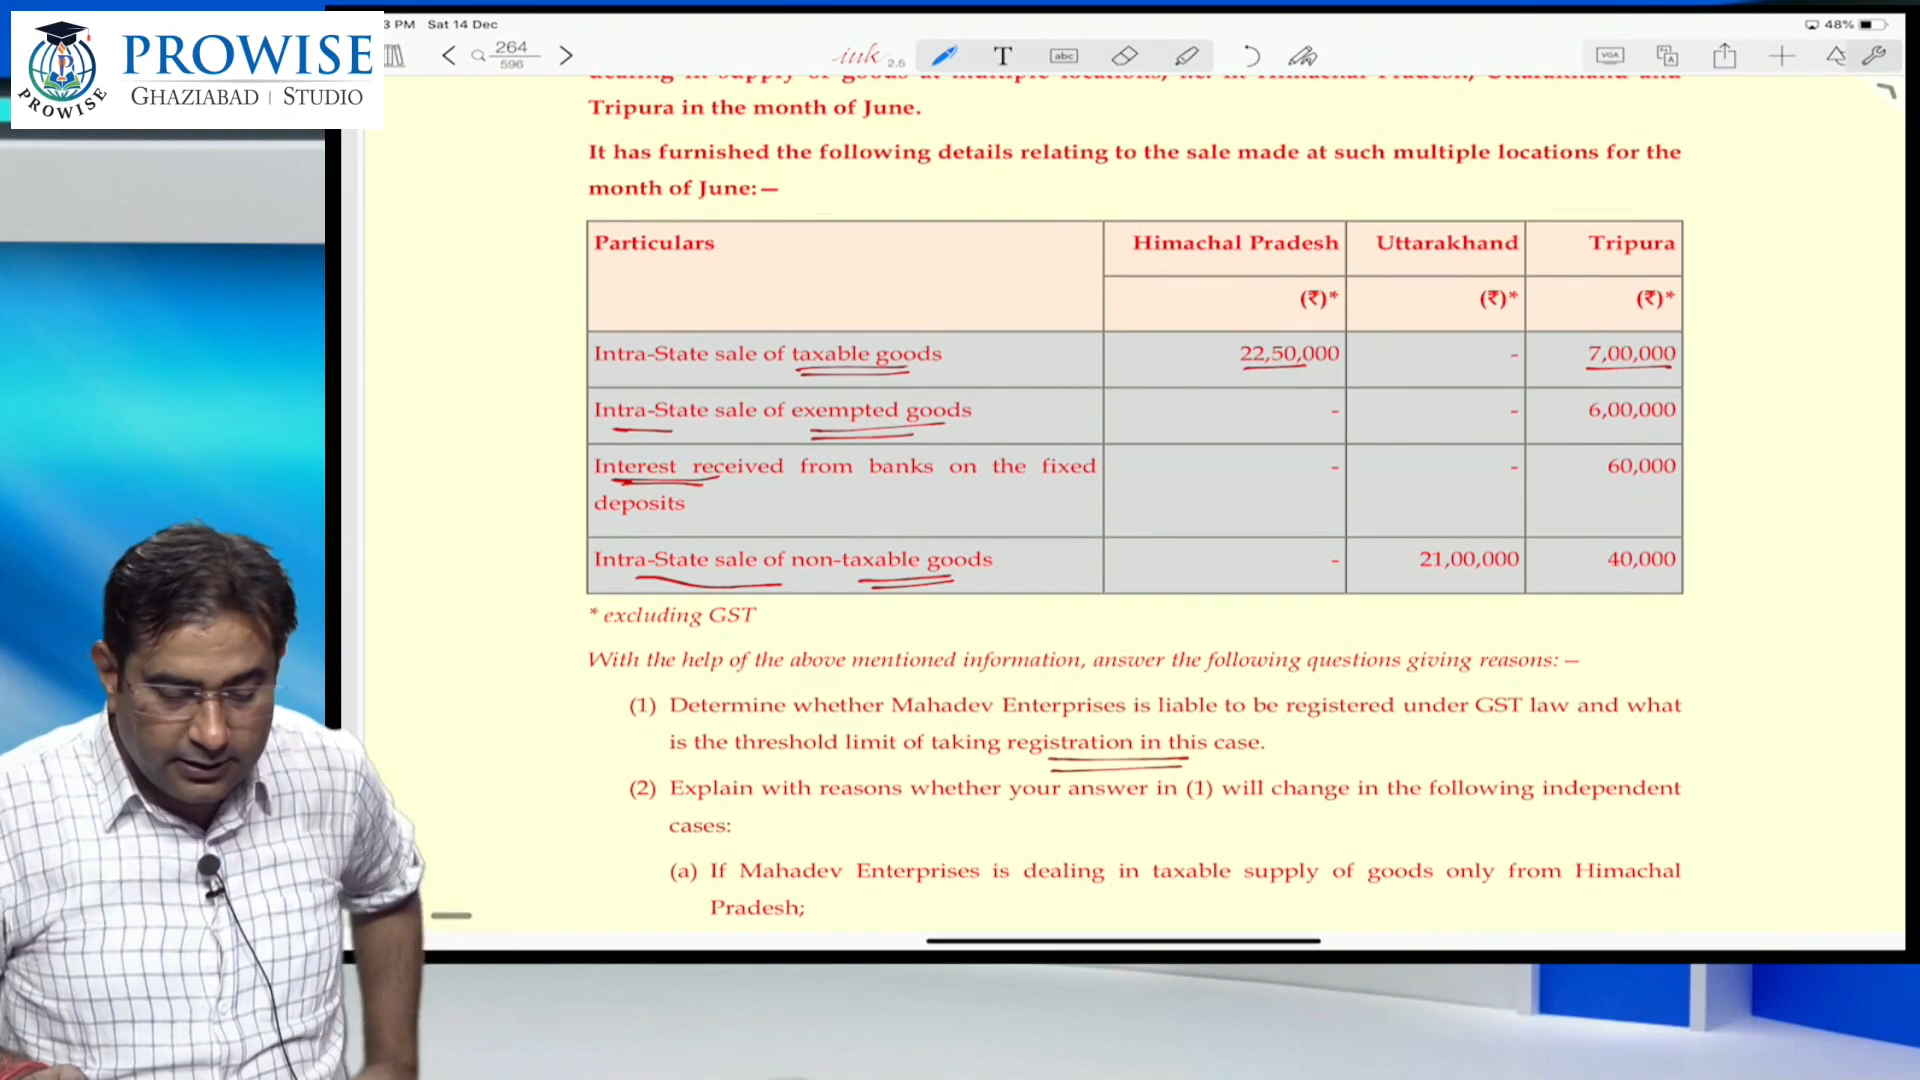 3 PM Sat 14 Dec
48%
PROWISE
GHAZIABAD | STUDIO
PROWISE
264
596
ink 2.5
T
abc
VGA
A
Tripura in the month of June.
It has furnished the following details relating to the sale made at such multiple locations for the
month of June:—
Particulars Himachal Pradesh Uttarakhand Tripura
(₹)* (₹)* (₹)*
Intra-State sale of taxable goods 22,50,000 - 7,00,000
Intra-State sale of exempted goods - - 6,00,000
Interest received from banks on the fixed - - 60,000
deposits
Intra-State sale of non-taxable goods - 21,00,000 40,000
* excluding GST
With the help of the above mentioned information, answer the following questions giving reasons: —
(1) Determine whether Mahadev Enterprises is liable to be registered under GST law and what
is the threshold limit of taking registration in this case.
(2) Explain with reasons whether your answer in (1) will change in the following independent
cases:
(a) If Mahadev Enterprises is dealing in taxable supply of goods only from Himachal
Pradesh;